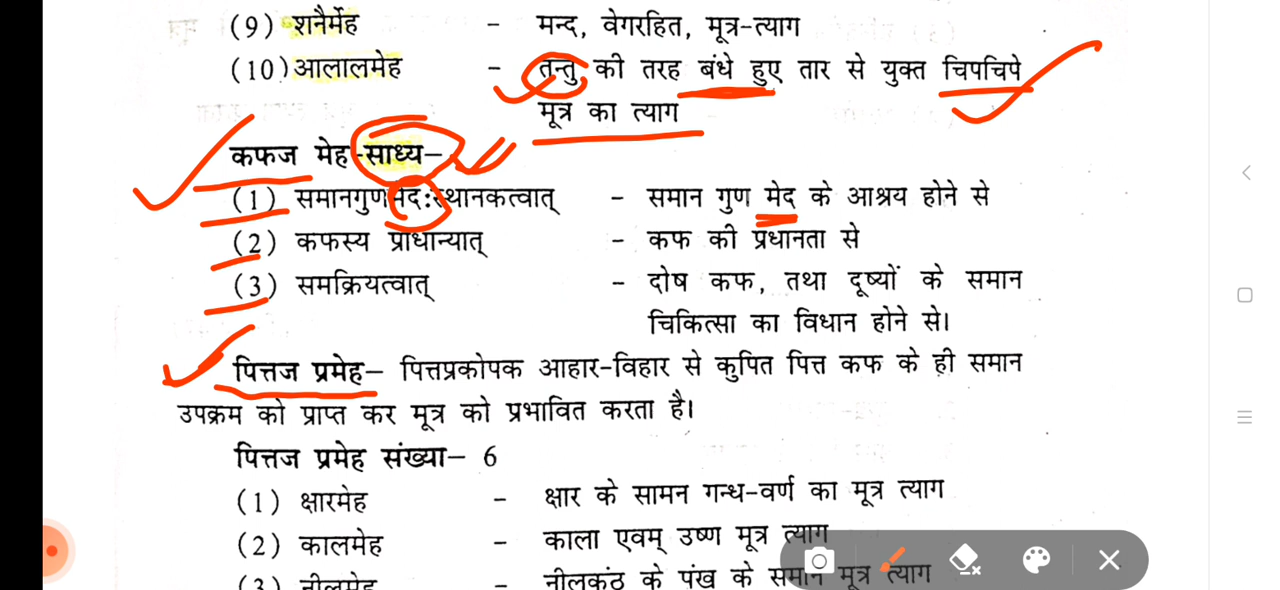 (9) शनैर्मेह - मन्द, वेगरहित, मूत्र-त्याग
(10) आलालमेह - तन्तु की तरह बंधे हुए तार से युक्त चिपचिपे
मूत्र का त्याग
कफज मेह-साध्य–
(1) समानगुणमेदःस्थानकत्वात् - समान गुण मेद के आश्रय होने से
(2) कफस्य प्राधान्यात् - कफ की प्रधानता से
(3) समक्रियत्वात् - दोष कफ, तथा दूष्यों के समान
चिकित्सा का विधान होने से।
पित्तज प्रमेह– पित्तप्रकोपक आहार-विहार से कुपित पित्त कफ के ही समान
उपक्रम को प्राप्त कर मूत्र को प्रभावित करता है।
पित्तज प्रमेह संख्या– 6
(1) क्षारमेह - क्षार के सामन गन्ध-वर्ण का मूत्र त्याग
(2) कालमेह - काला एवम् उष्ण मूत्र त्याग
(3) नीलमेह - नीलकंठ के पंख के समान मूत्र त्याग